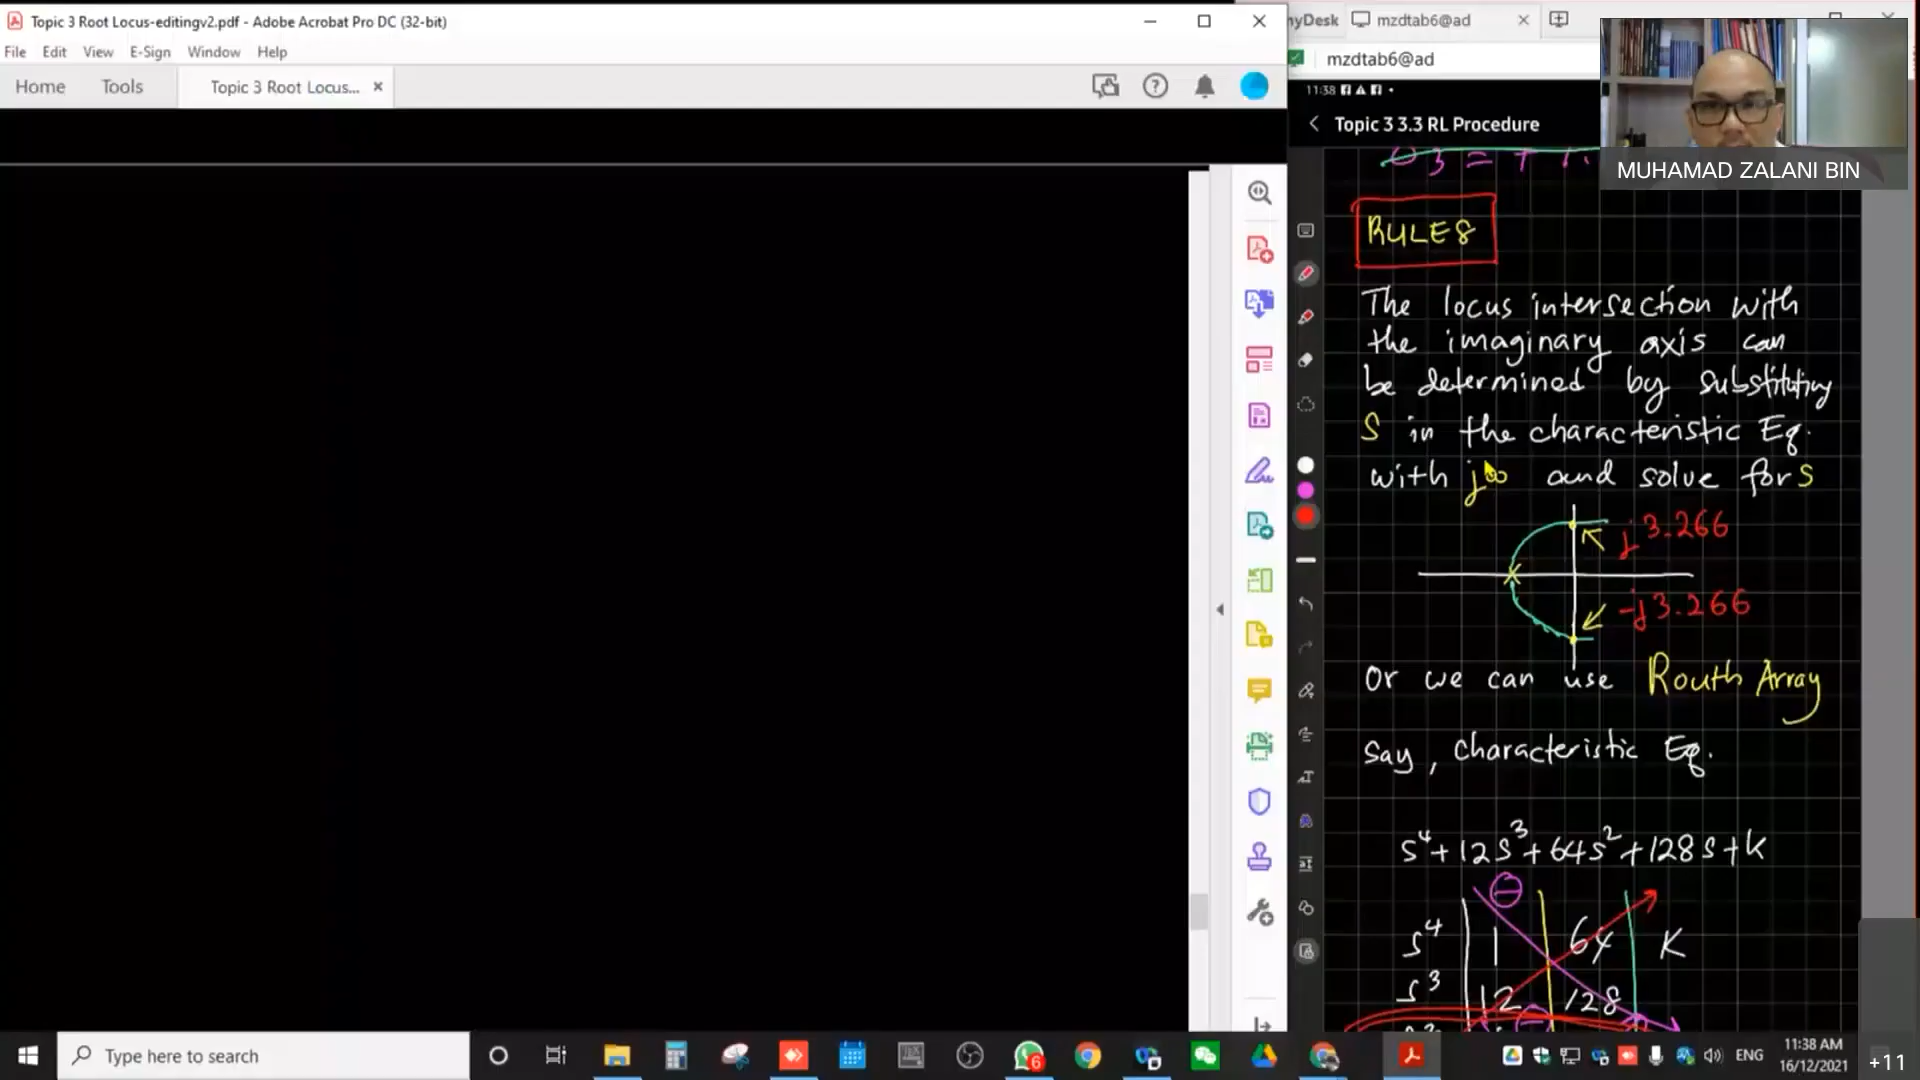 Topic 3 Root Locus-editingv2.pdf - Adobe Acrobat Pro DC (32-bit)
File Edit View E-Sign Window Help
Home Tools Topic 3 Root Locus...
nyDesk mzdtab6@ad
mzdtab6@ad
11:38
Topic 3 3.3 RL Procedure
MUHAMAD ZALANI BIN
θ3 = +
RULE8
The locus intersection with
the imaginary axis can
be determined by substituting
S in the characteristic Eq.
with jω and solve for S
j3.266
-j3.266
Or we can use Routh Array
Say, Characteristic Eq.
S⁴+12S³+64S²+128S+K
S⁴ 1 64 K
S³ 12 128
Type here to search
6
ENG
11:38 AM
16/12/2021
+11